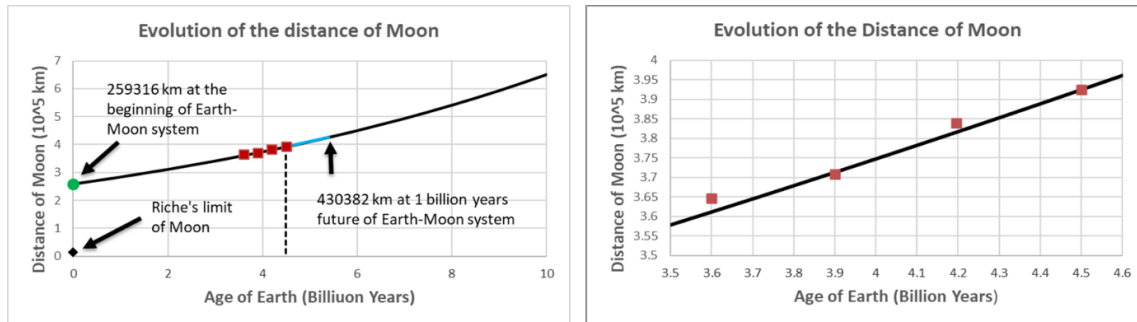 Evolution of the distance of Moon
Distance of Moon (10^5 km)
7
6
5
4
3
2
1
0
259316 km at the
beginning of Earth-
Moon system
Riche's limit
of Moon
430382 km at 1 billion years
future of Earth-Moon system
0 2 4 6 8 10
Age of Earth (Billiuon Years)
Evolution of the Distance of Moon
Distance of Moon (10^5 km)
4
3.95
3.9
3.85
3.8
3.75
3.7
3.65
3.6
3.55
3.5
3.5 3.6 3.7 3.8 3.9 4 4.1 4.2 4.3 4.4 4.5 4.6
Age of Earth (Billion Years)